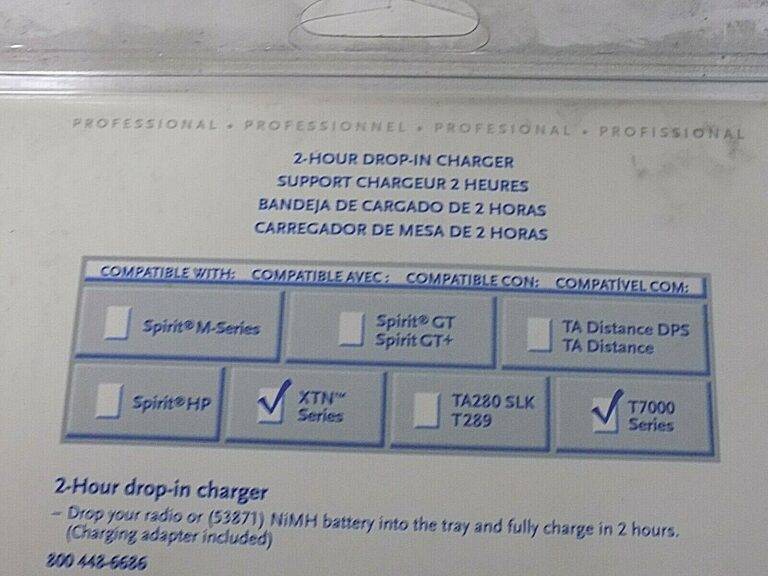 PROFESSIONAL • PROFESSIONNEL • PROFESIONAL • PROFISSIONAL
2-HOUR DROP-IN CHARGER
SUPPORT CHARGEUR 2 HEURES
BANDEJA DE CARGADO DE 2 HORAS
CARREGADOR DE MESA DE 2 HORAS
COMPATIBLE WITH: COMPATIBLE AVEC: COMPATIBLE CON: COMPATÍVEL COM:
Spirit® M-Series
Spirit® GT
Spirit GT+
TA Distance DPS
TA Distance
Spirit® HP
XTN™
Series
TA280 SLK
T289
T7000
Series
2-Hour drop-in charger
– Drop your radio or (53871) NiMH battery into the tray and fully charge in 2 hours.
(Charging adapter included)
800 448-6686